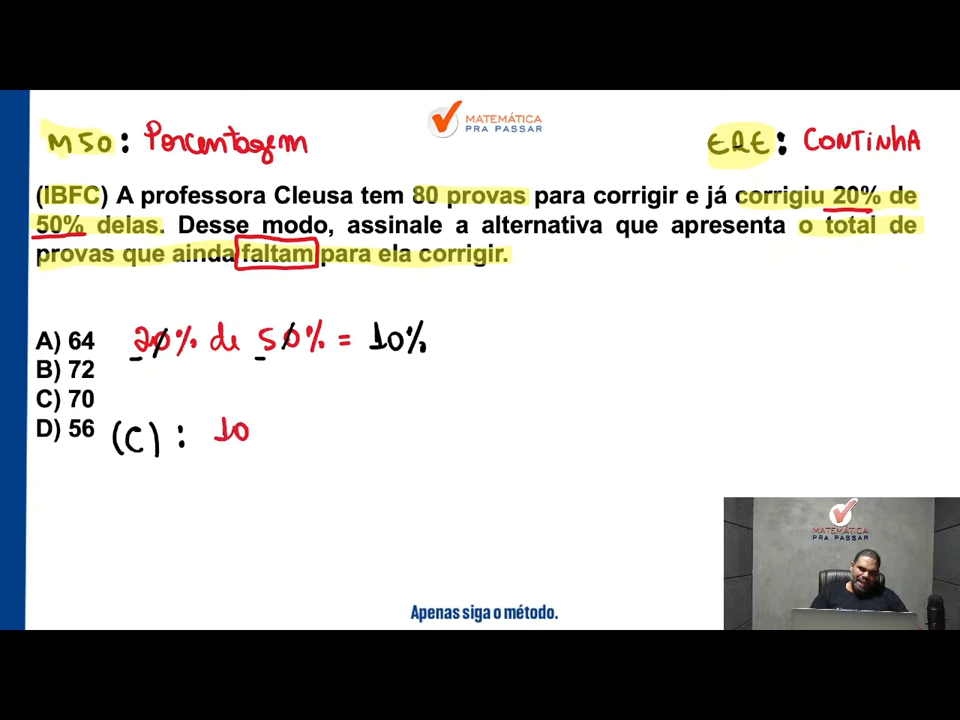 MATEMÁTICA
PRA PASSAR
M50 : Porcentagem
ERE : CONTINHA
(IBFC) A professora Cleusa tem 80 provas para corrigir e já corrigiu 20% de
50% delas. Desse modo, assinale a alternativa que apresenta o total de
provas que ainda faltam para ela corrigir.
A) 64
B) 72
C) 70
D) 56
20% de 50% = 10%
(C) : 10
MATEMÁTICA
PRA PASSAR
Apenas siga o método.